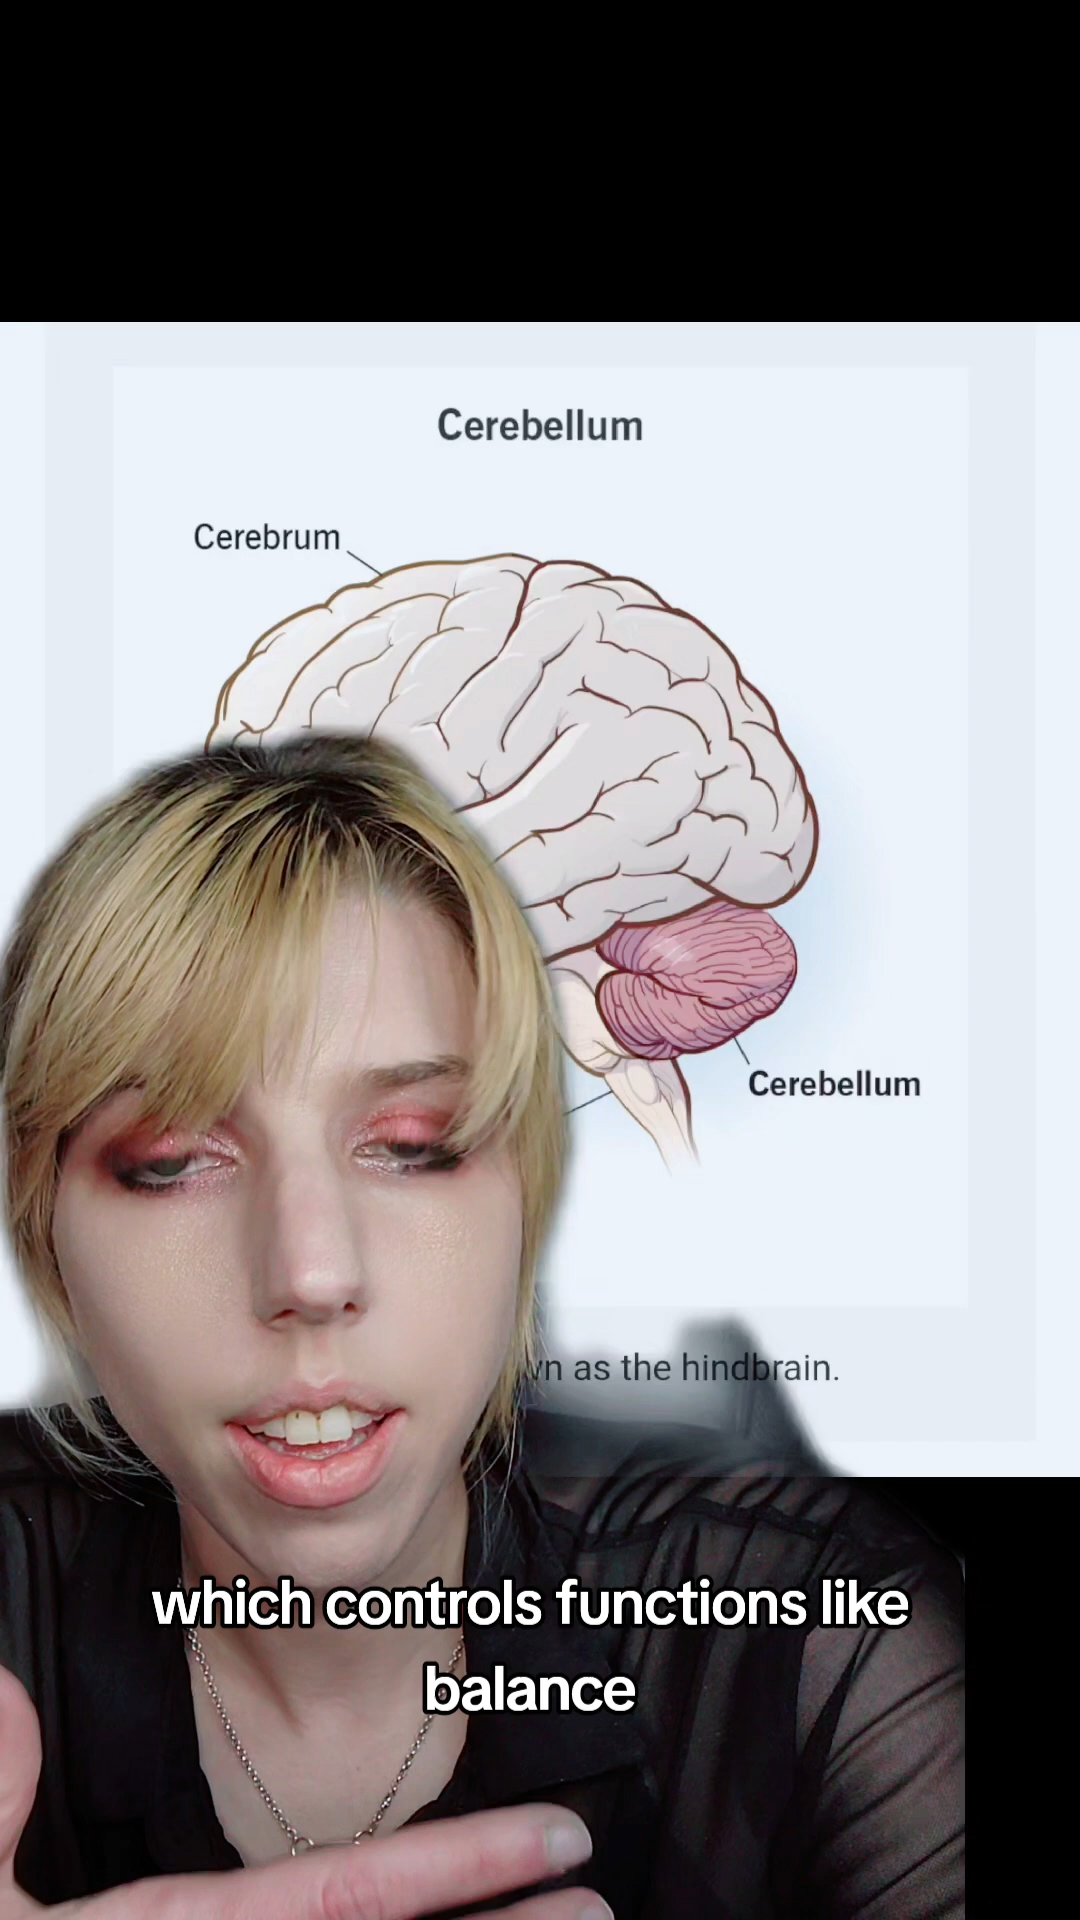 Cerebellum
Cerebrum
Cerebellum
as the hindbrain.
which controls functions like
balance